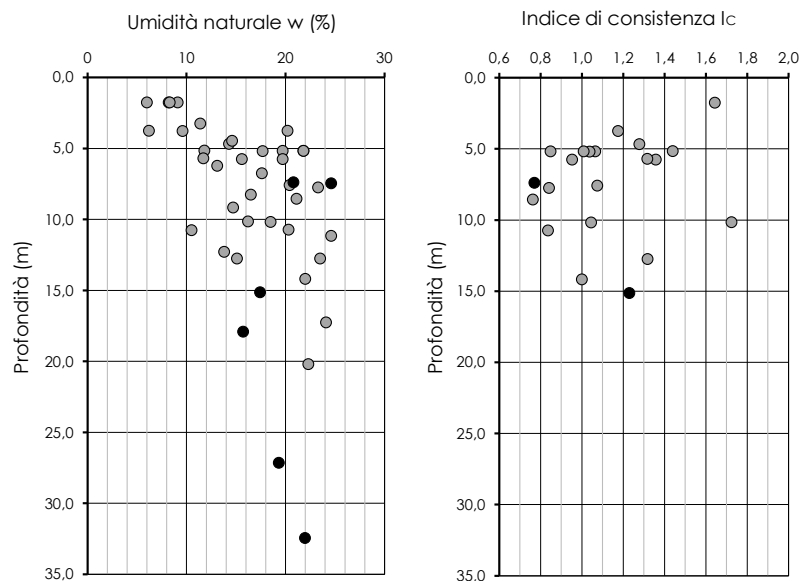 Umidità naturale w (%)
0 10 20 30
0,0
5,0
10,0
15,0
20,0
25,0
30,0
35,0
Profondità (m)
Indice di consistenza Ic
0,6 0,8 1,0 1,2 1,4 1,6 1,8 2,0
0,0
5,0
10,0
15,0
20,0
25,0
30,0
35.0
Profondità (m)